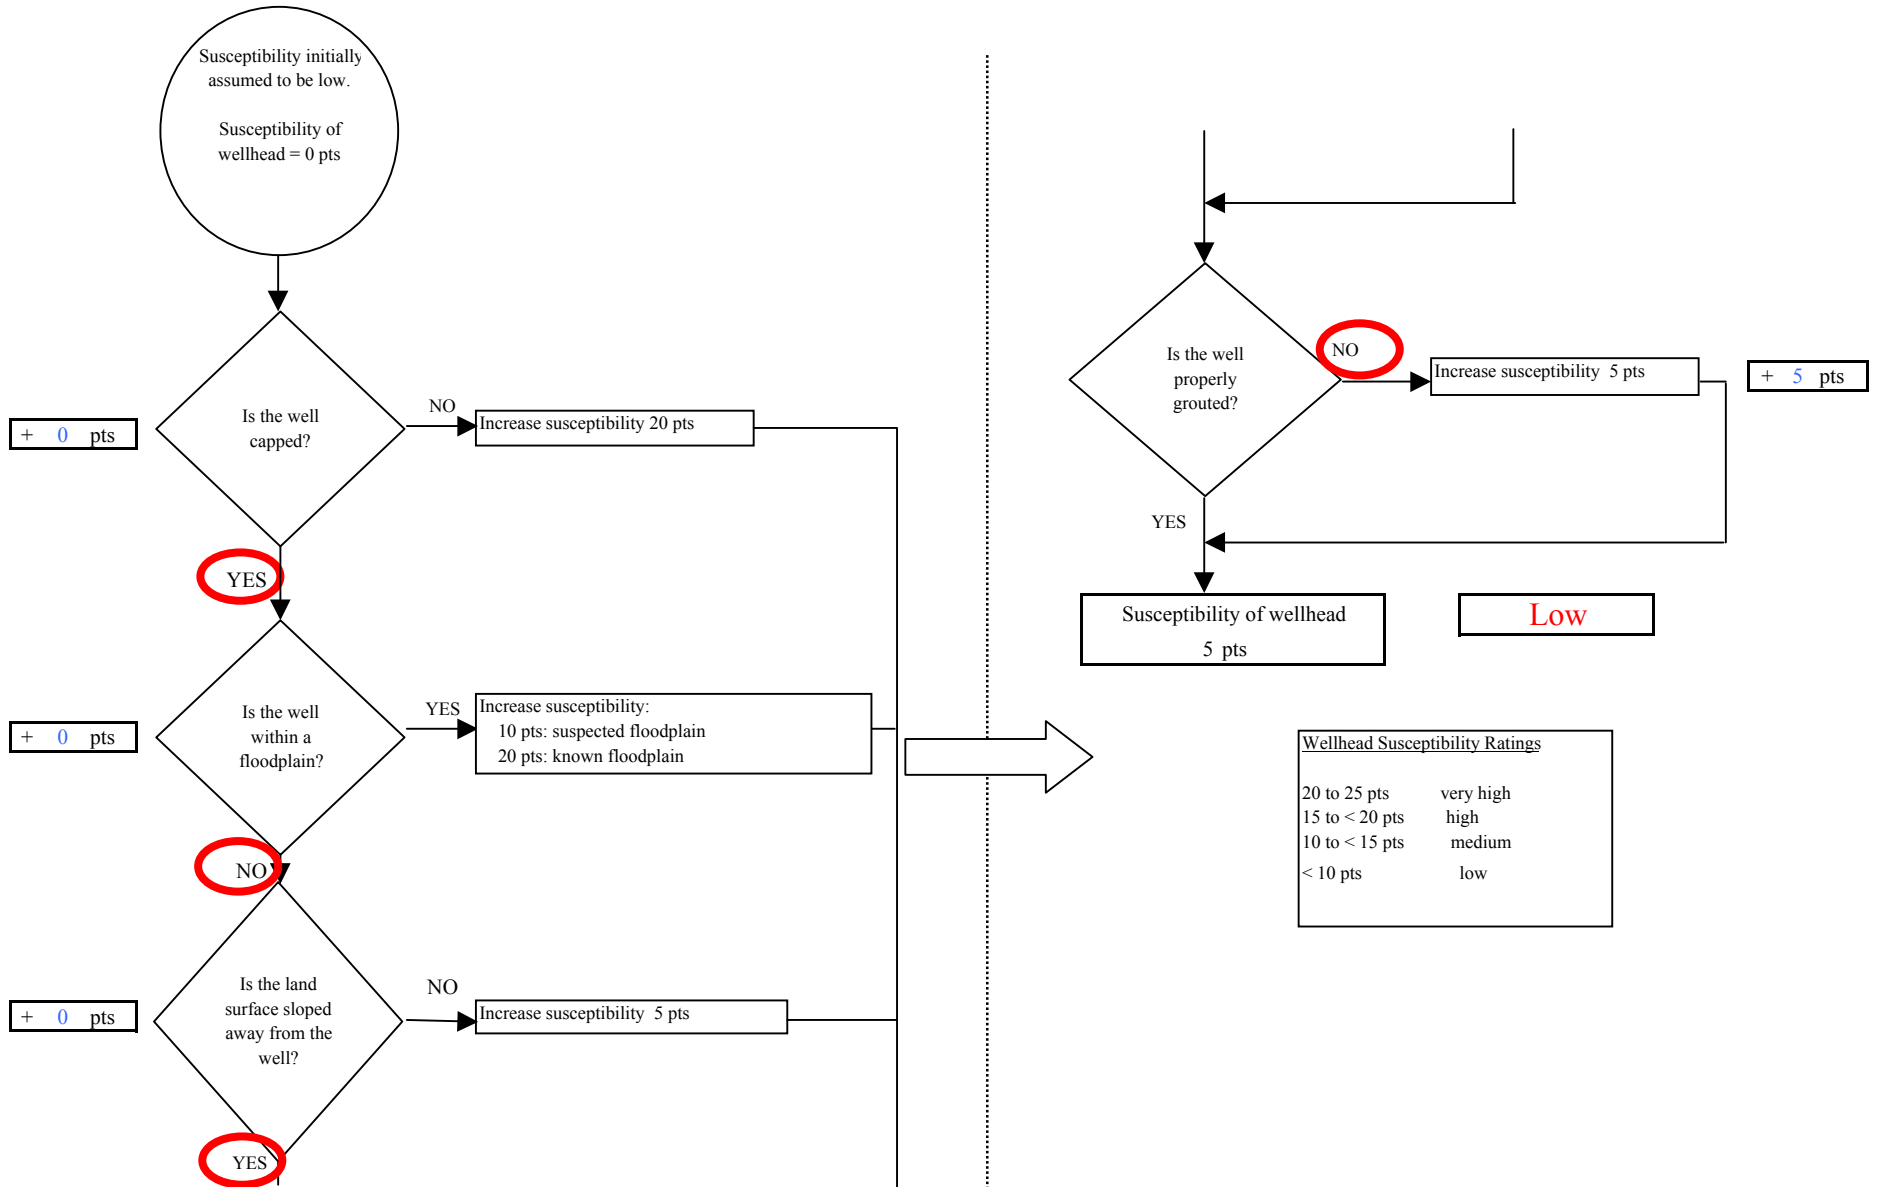 Susceptibility initially
assumed to be low.
Susceptibility of
wellhead = 0 pts
Is the well
capped?
NO
Increase susceptibility 20 pts
+ 0 pts
YES
Is the well
within a
floodplain?
YES
Increase susceptibility:
10 pts: suspected floodplain
20 pts: known floodplain
+ 0 pts
NO
Is the land
surface sloped
away from the
well?
NO
Increase susceptibility 5 pts
+ 0 pts
YES
Is the well
properly
grouted?
NO
Increase susceptibility 5 pts
+ 5 pts
YES
Susceptibility of wellhead
5 pts
Low
Wellhead Susceptibility Ratings
20 to 25 pts very high
15 to < 20 pts high
10 to < 15 pts medium
< 10 pts low